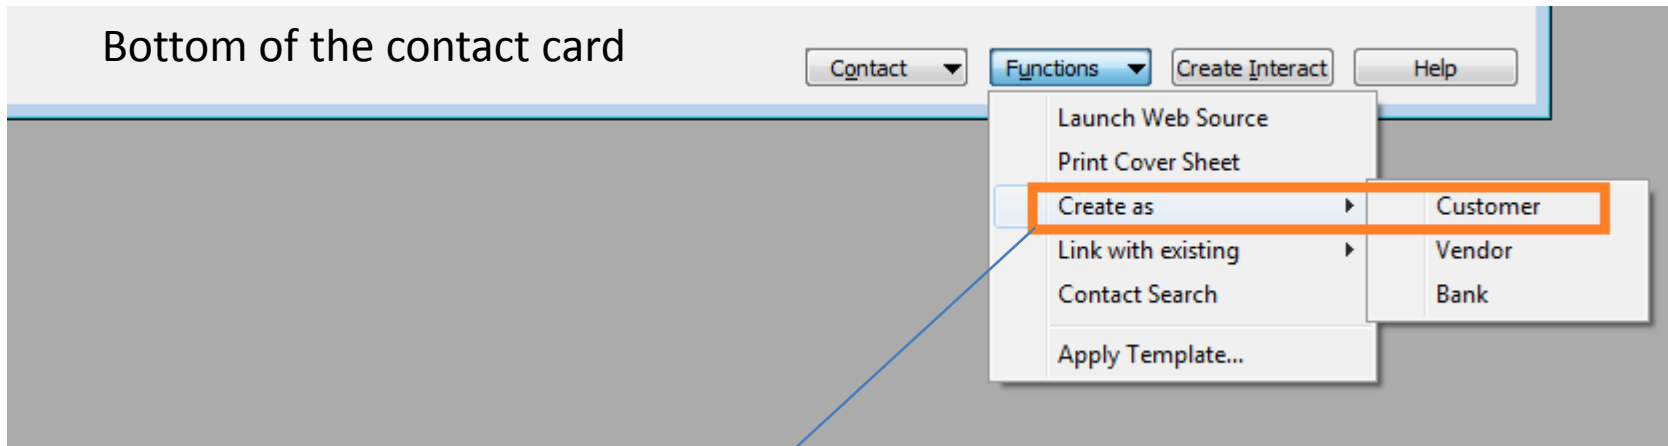 Bottom of the contact card
Contact
Functions
Create Interact
Help
Launch Web Source
Print Cover Sheet
Create as
Customer
Link with existing
Vendor
Contact Search
Bank
Apply Template...